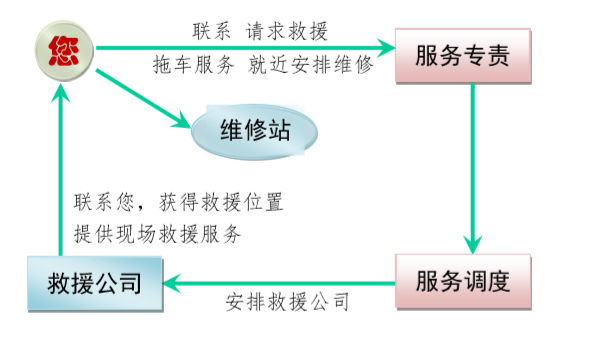 您
联系 请求救援
拖车服务 就近安排维修
服务专责
维修站
联系您，获得救援位置
提供现场救援服务
救援公司
安排救援公司
服务调度